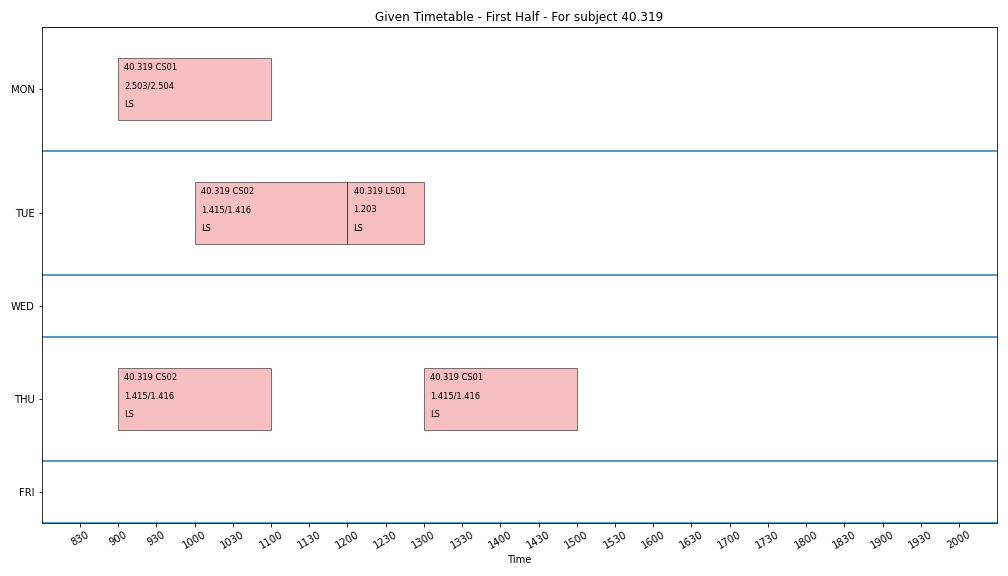 Given Timetable - First Half - For subject 40.319
MON
40.319 CS01
2.503/2.504
LS
TUE
40.319 CS02
1.415/1.416
LS
40.319 LS01
1.203
LS
WED
THU
40.319 CS02
1.415/1.416
LS
40.319 CS01
1.415/1.416
LS
FRI
830 900 930 1000 1030 1100 1130 1200 1230 1300 1330 1400 1430 1500 1600 1630 1700 1730 1800 1830 1900 1930 2000
Time